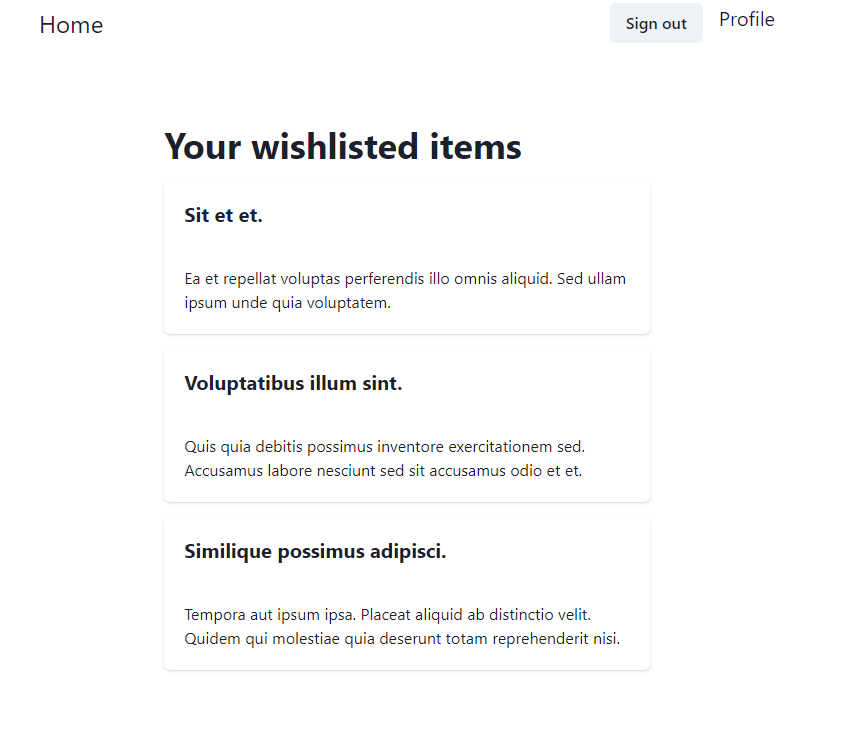 Home
Sign out
Profile
Your wishlisted items
Sit et et.
Ea et repellat voluptas perferendis illo omnis aliquid. Sed ullam
ipsum unde quia voluptatem.
Voluptatibus illum sint.
Quis quia debitis possimus inventore exercitationem sed.
Accusamus labore nesciunt sed sit accusamus odio et et.
Similique possimus adipisci.
Tempora aut ipsum ipsa. Placeat aliquid ab distinctio velit.
Quidem qui molestiae quia deserunt totam reprehenderit nisi.